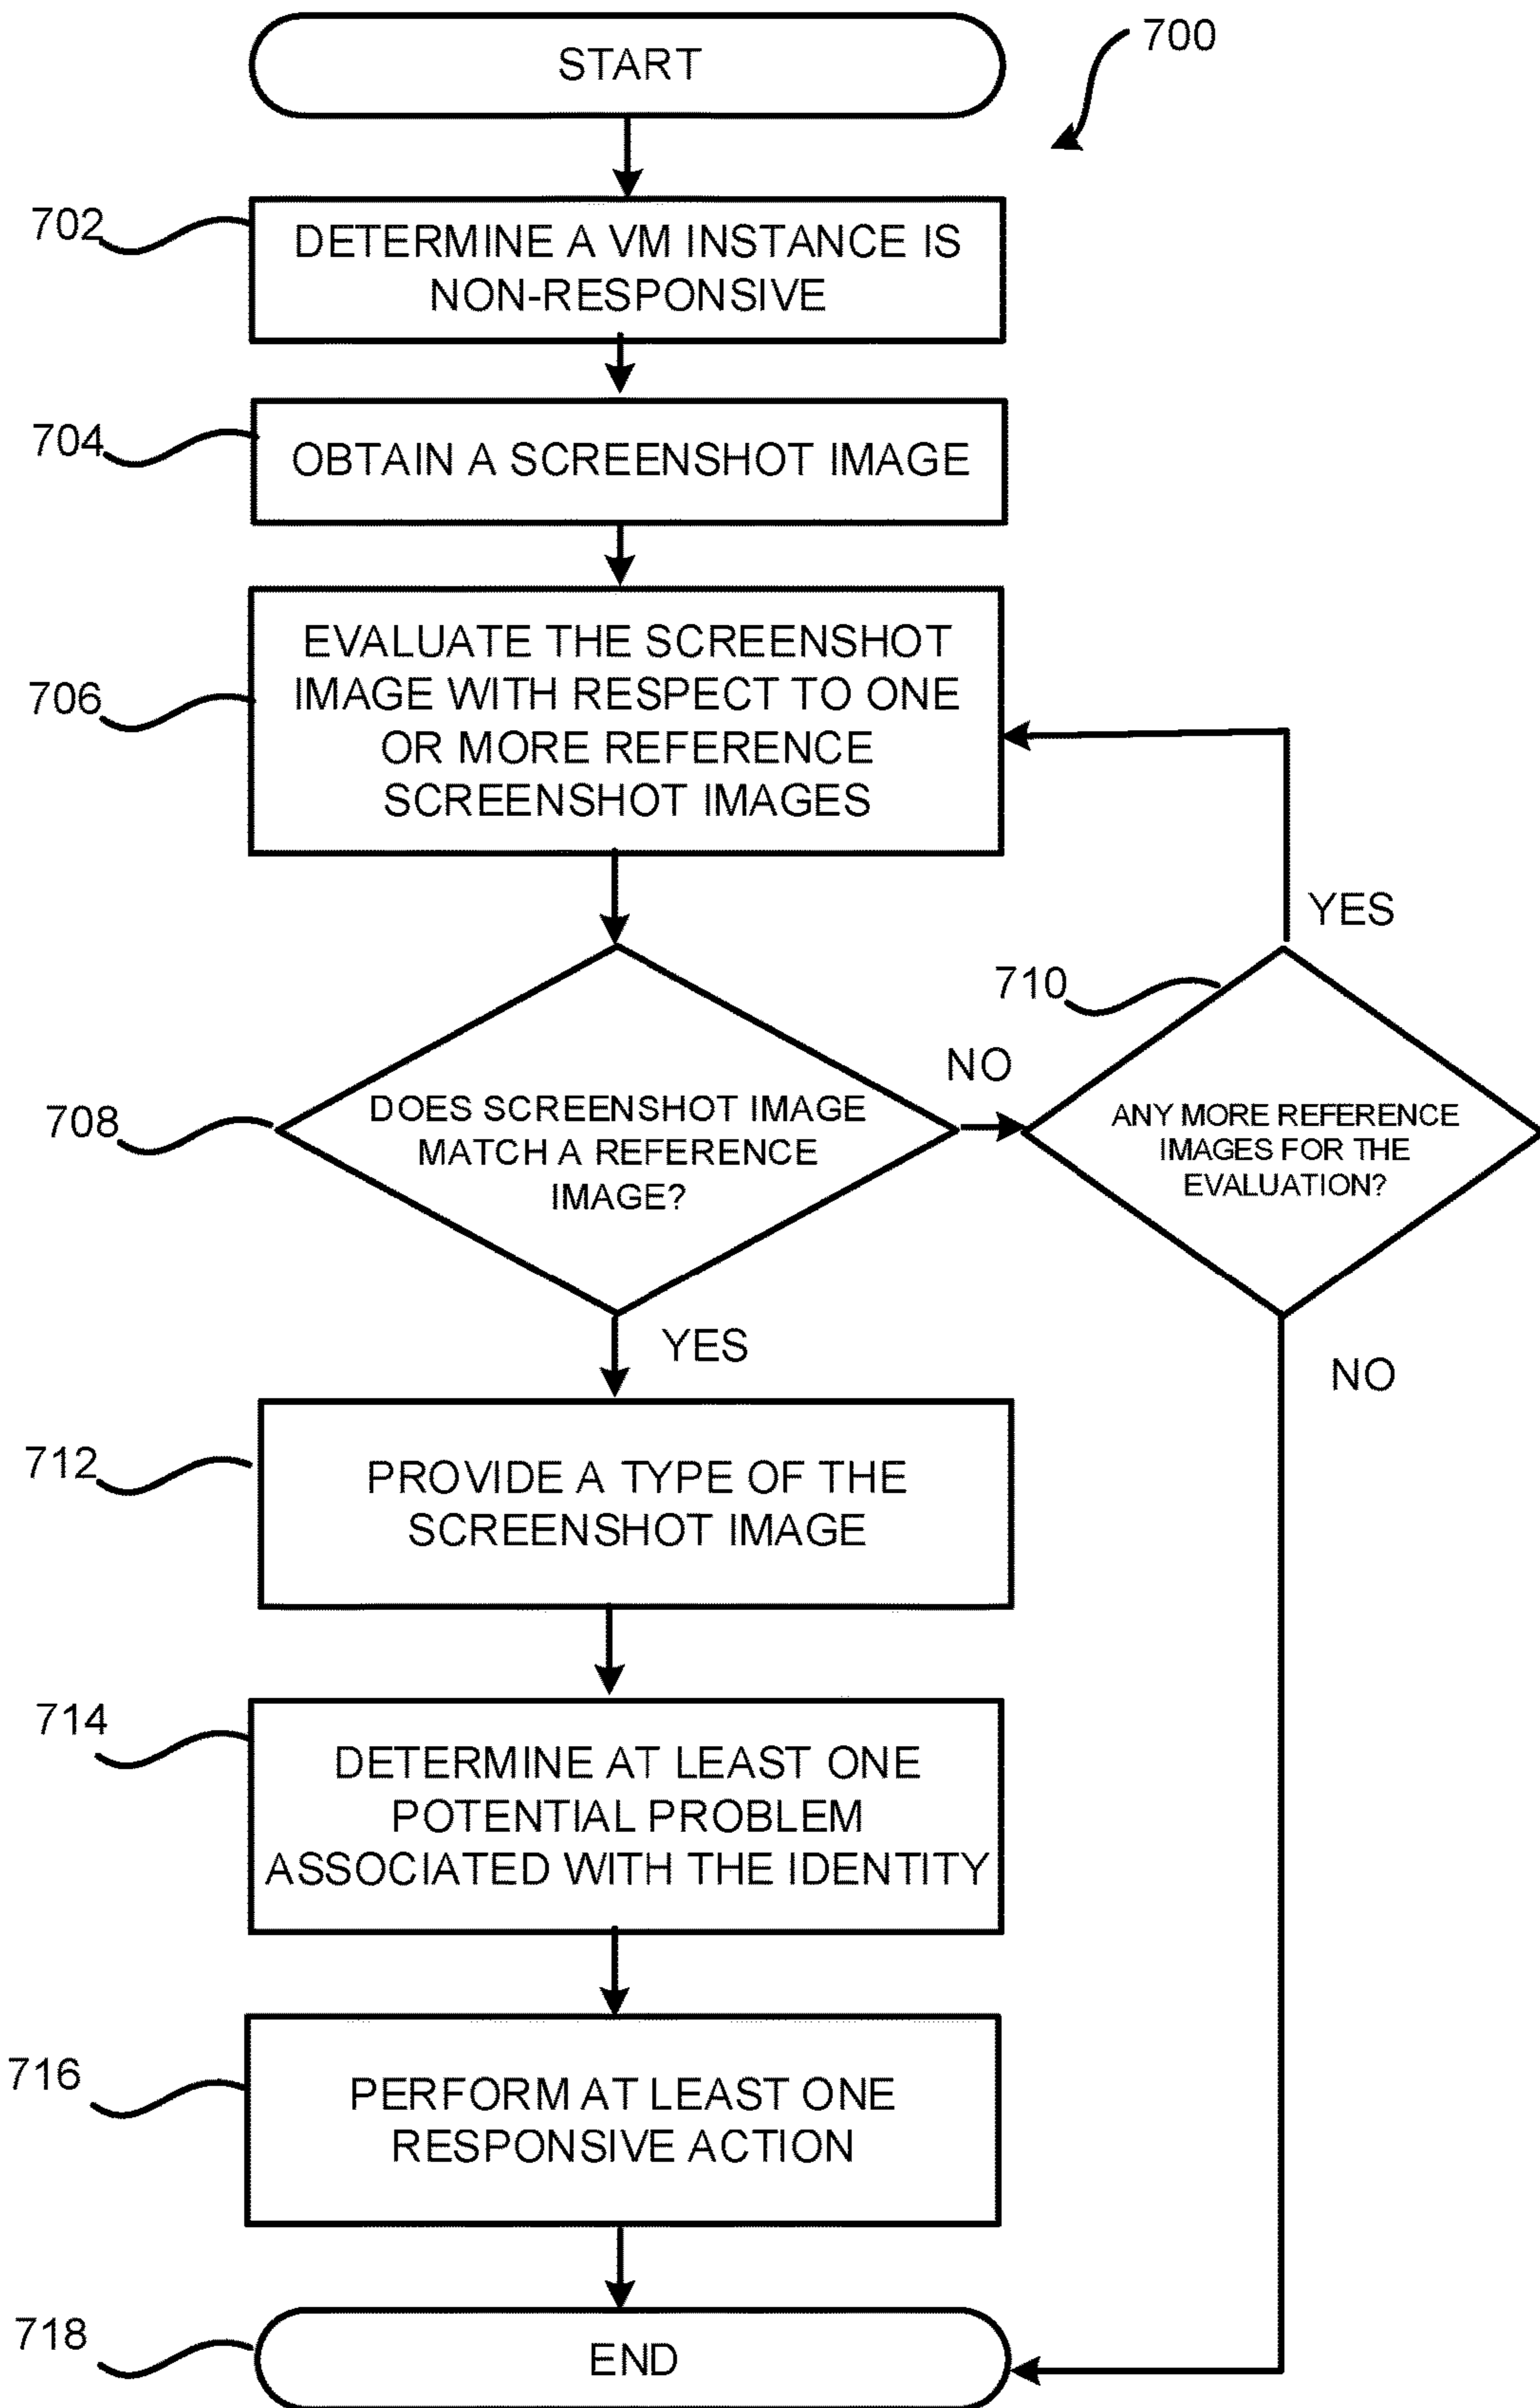 START
700
702
DETERMINE A VM INSTANCE IS
NON-RESPONSIVE
704
OBTAIN A SCREENSHOT IMAGE
706
EVALUATE THE SCREENSHOT
IMAGE WITH RESPECT TO ONE
OR MORE REFERENCE
SCREENSHOT IMAGES
YES
710
NO
708
DOES SCREENSHOT IMAGE
MATCH A REFERENCE
IMAGE?
ANY MORE REFERENCE
IMAGES FOR THE
EVALUATION?
YES
NO
712
PROVIDE A TYPE OF THE
SCREENSHOT IMAGE
714
DETERMINE AT LEAST ONE
POTENTIAL PROBLEM
ASSOCIATED WITH THE IDENTITY
716
PERFORM AT LEAST ONE
RESPONSIVE ACTION
718
END